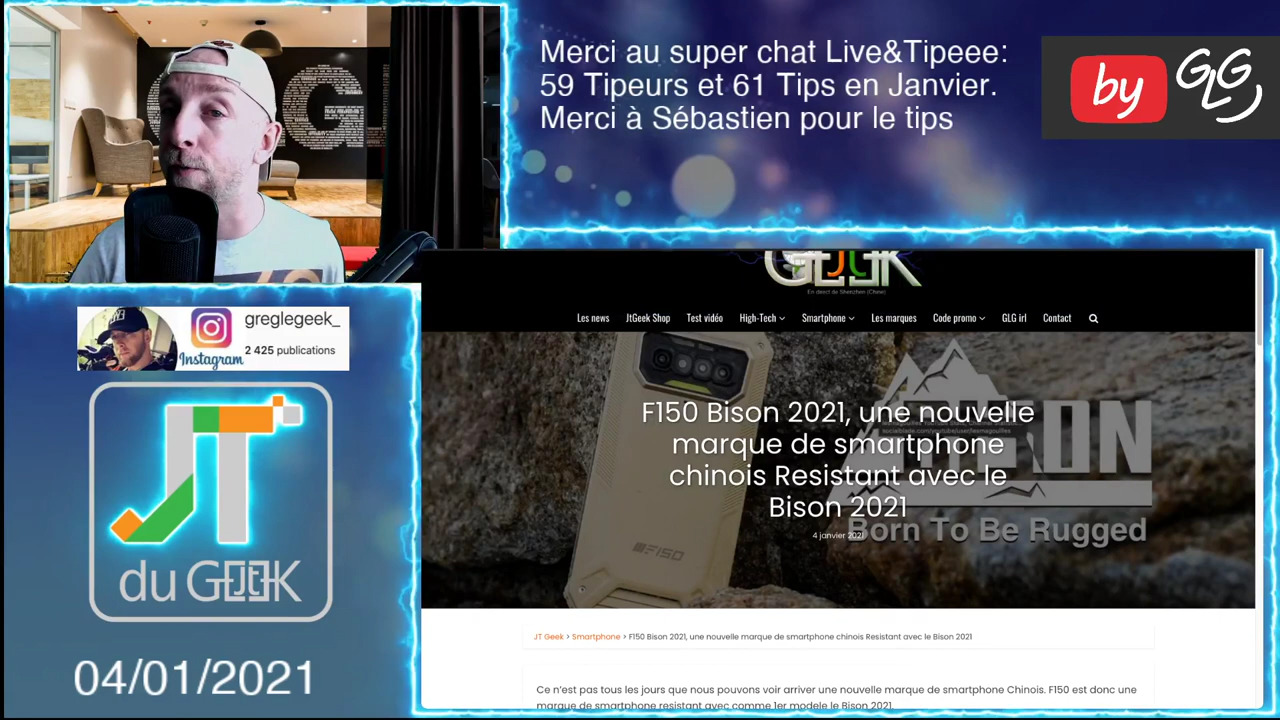 Merci au super chat Live&Tipeee:
59 Tipeurs et 61 Tips en Janvier.
Merci à Sébastien pour le tips
by GLG
greglegeek_
Instagram
2 425 publications
JT
du GEEK
04/01/2021
En direct de Shenzhen (Chine)
Les news JtGeek Shop Test vidéo High-Tech Smartphone Les marques Code promo GLG irl Contact
F150 Bison 2021, une nouvelle
marque de smartphone
chinois Resistant avec le
Bison 2021
4 janvier 2021
Born To Be Rugged
F150
JT Geek > Smartphone > F150 Bison 2021, une nouvelle marque de smartphone chinois Resistant avec le Bison 2021
Ce n'est pas tous les jours que nous pouvons voir arriver une nouvelle marque de smartphone Chinois. F150 est donc une
marque de smartphone resistant avec comme 1er modele le Bison 2021.